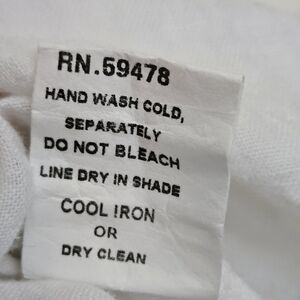 RN.59478
HAND WASH COLD,
SEPARATELY
DO NOT BLEACH
LINE DRY IN SHADE
COOL IRON
OR
DRY CLEAN